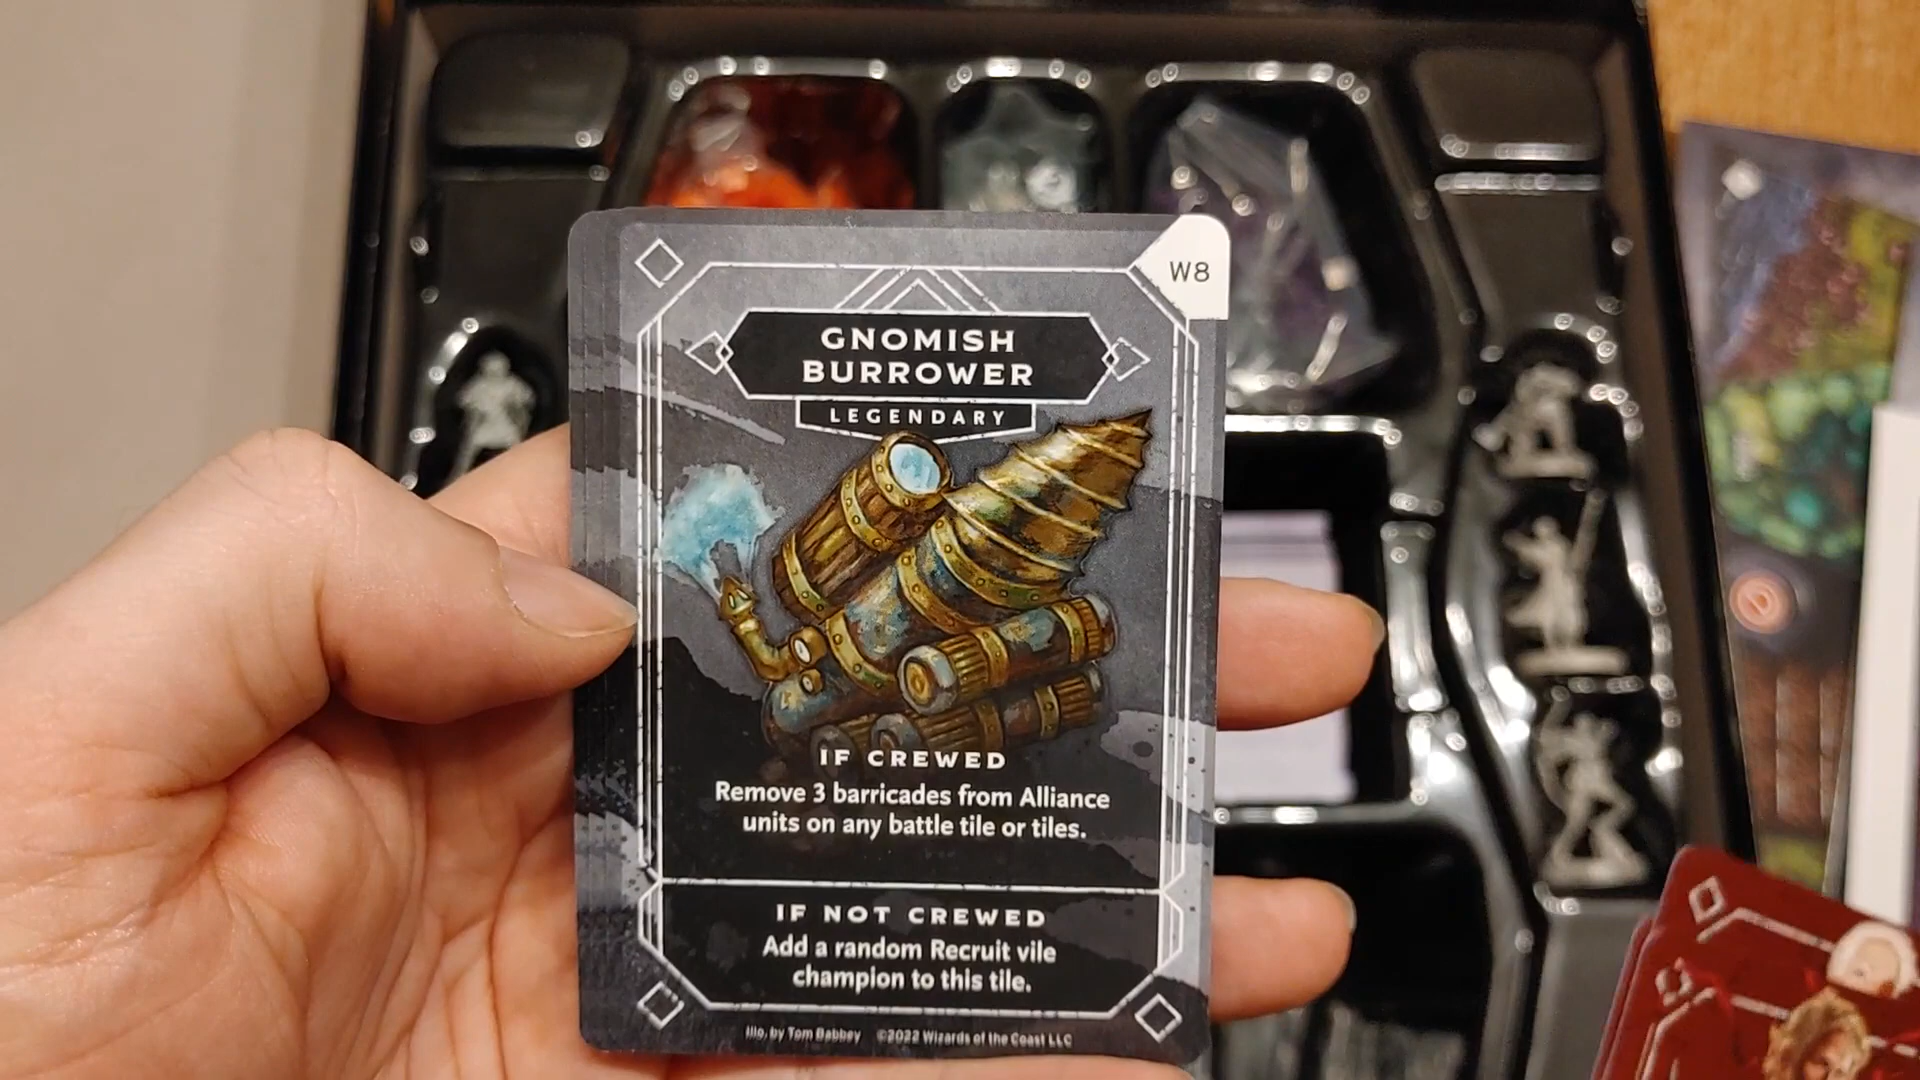 W8
GNOMISH
BURROWER
LEGENDARY
IF CREWED
Remove 3 barricades from Alliance
units on any battle tile or tiles.
IF NOT CREWED
Add a random Recruit vile
champion to this tile.
Illo. by Tom Babbey ©2022 Wizards of the Coast LLC